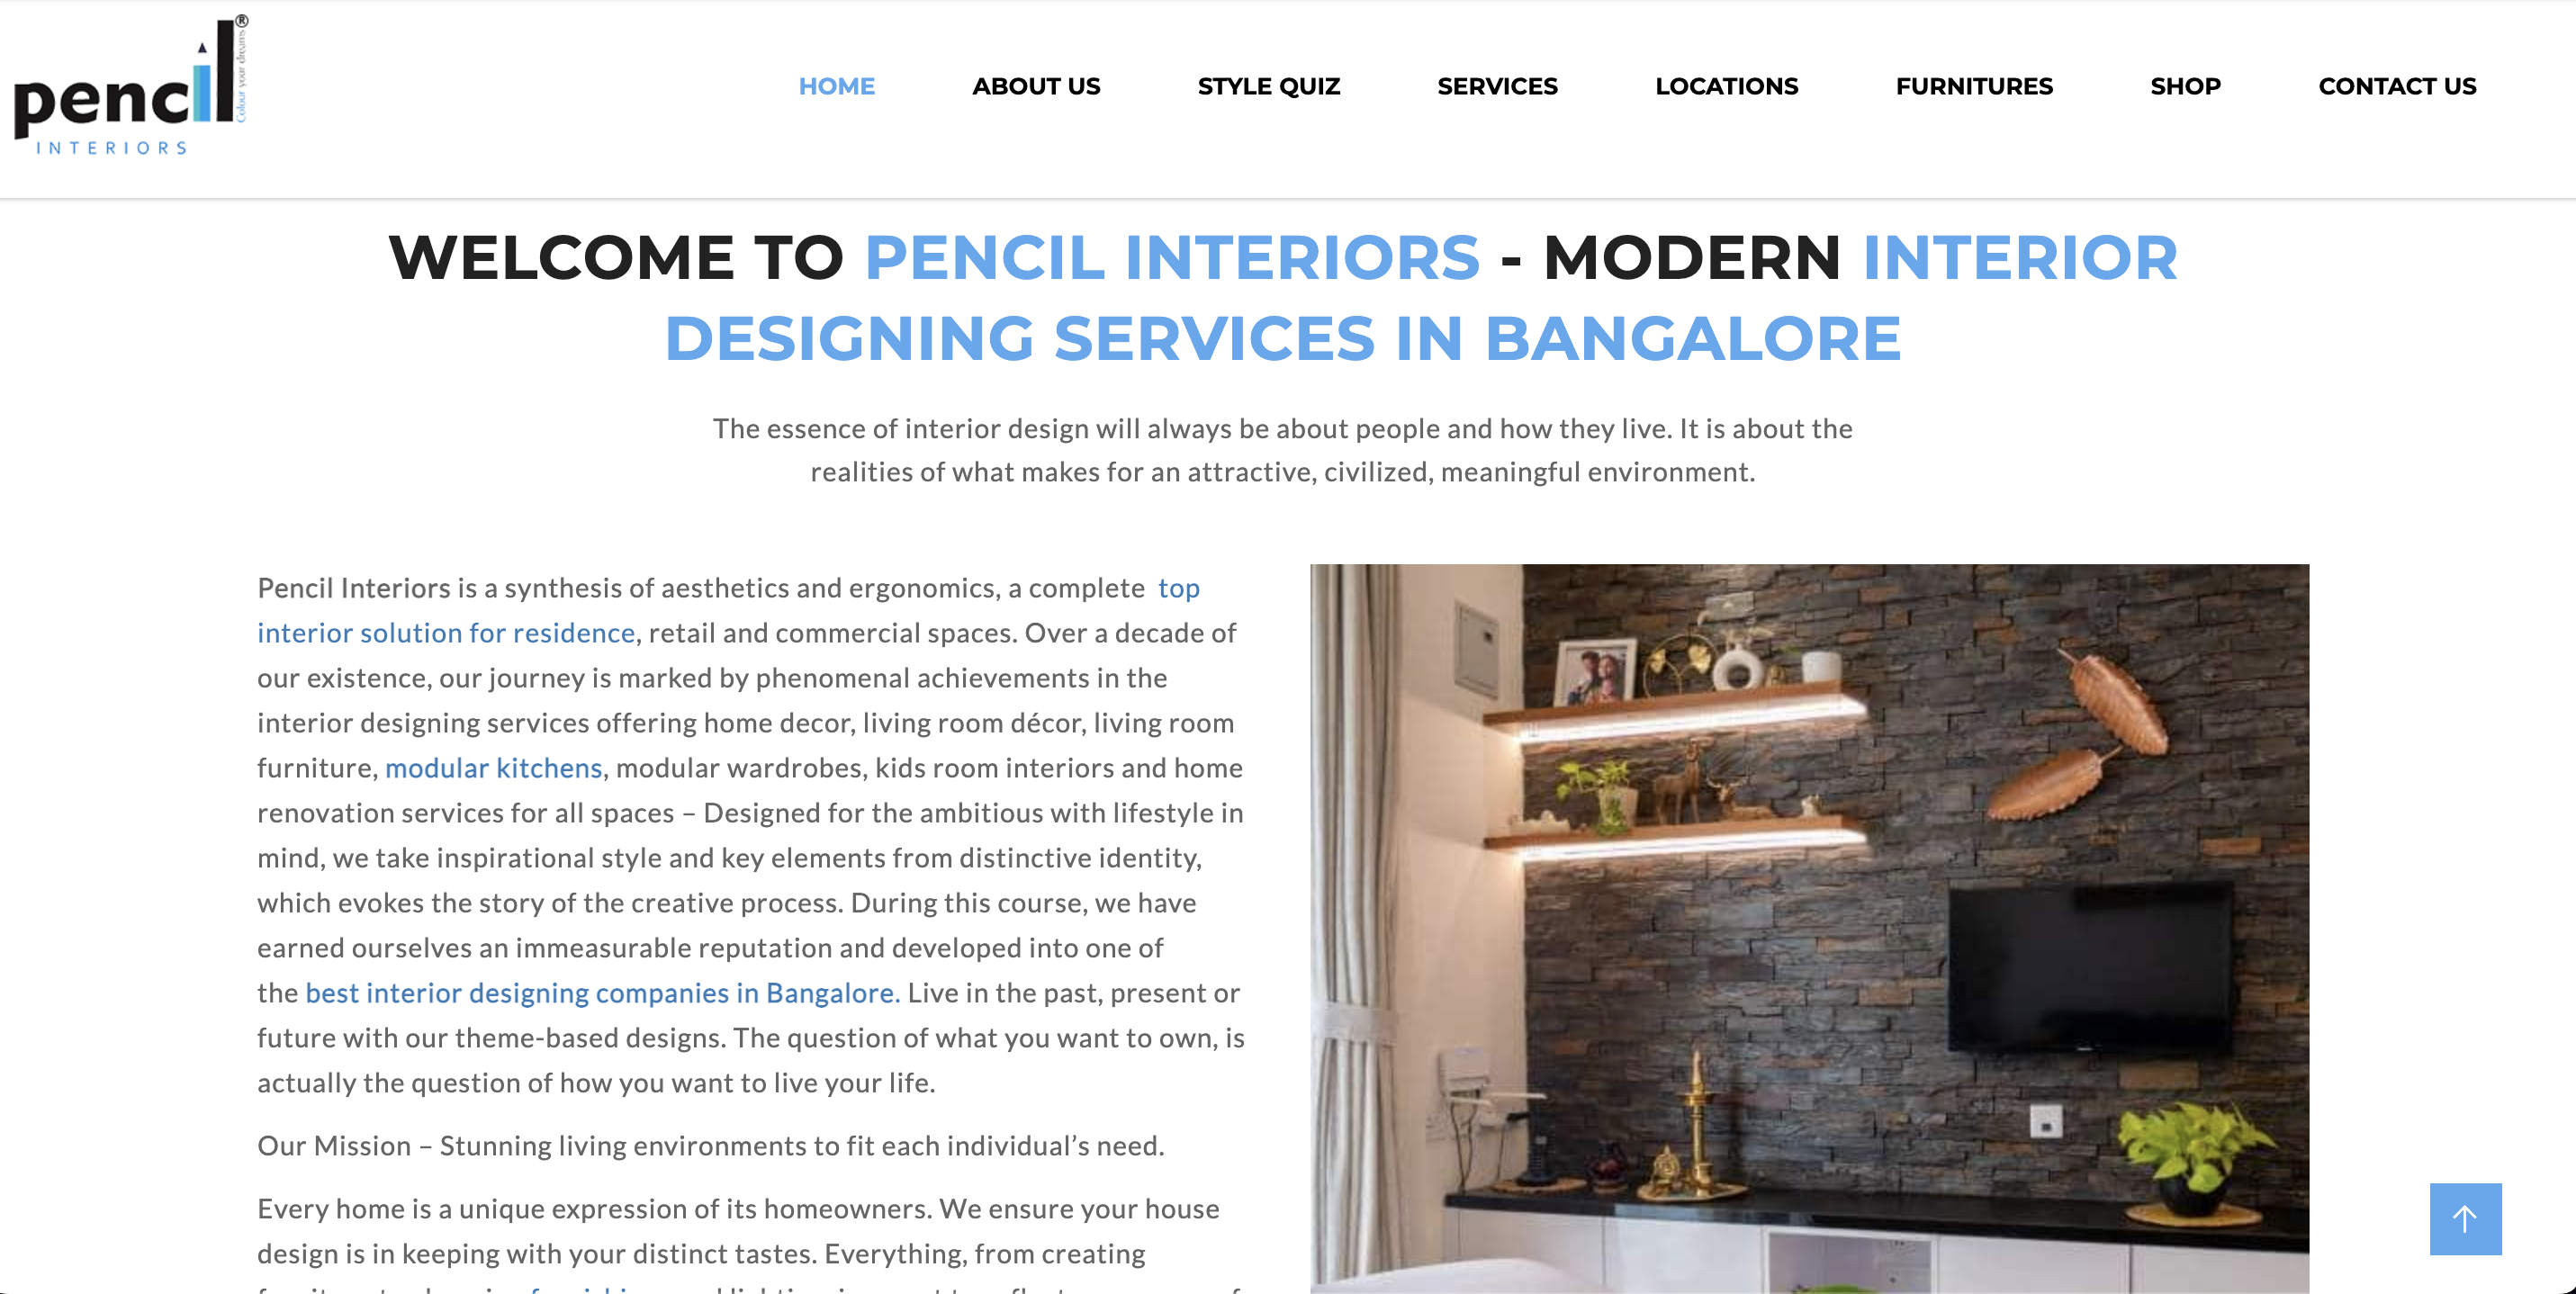 pencil®
Colour your dreams
INTERIORS
HOME
ABOUT US
STYLE QUIZ
SERVICES
LOCATIONS
FURNITURES
SHOP
CONTACT US
WELCOME TO PENCIL INTERIORS - MODERN INTERIOR
DESIGNING SERVICES IN BANGALORE
The essence of interior design will always be about people and how they live. It is about the
realities of what makes for an attractive, civilized, meaningful environment.
Pencil Interiors is a synthesis of aesthetics and ergonomics, a complete top
interior solution for residence, retail and commercial spaces. Over a decade of
our existence, our journey is marked by phenomenal achievements in the
interior designing services offering home decor, living room décor, living room
furniture, modular kitchens, modular wardrobes, kids room interiors and home
renovation services for all spaces – Designed for the ambitious with lifestyle in
mind, we take inspirational style and key elements from distinctive identity,
which evokes the story of the creative process. During this course, we have
earned ourselves an immeasurable reputation and developed into one of
the best interior designing companies in Bangalore. Live in the past, present or
future with our theme-based designs. The question of what you want to own, is
actually the question of how you want to live your life.
Our Mission – Stunning living environments to fit each individual’s need.
Every home is a unique expression of its homeowners. We ensure your house
design is in keeping with your distinct tastes. Everything, from creating